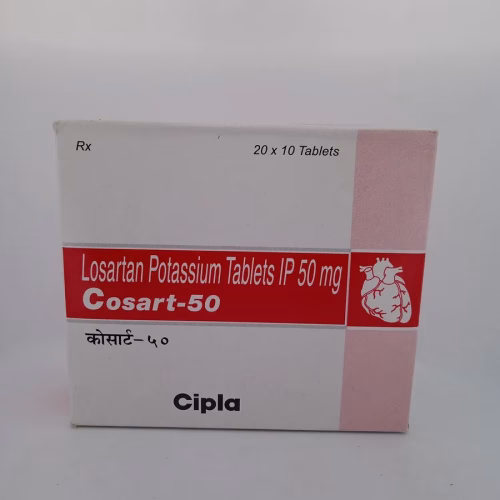 Rx
20 x 10 Tablets
Losartan Potassium Tablets IP 50 mg
Cosart-50
कोसार्ट-५०
Cipla